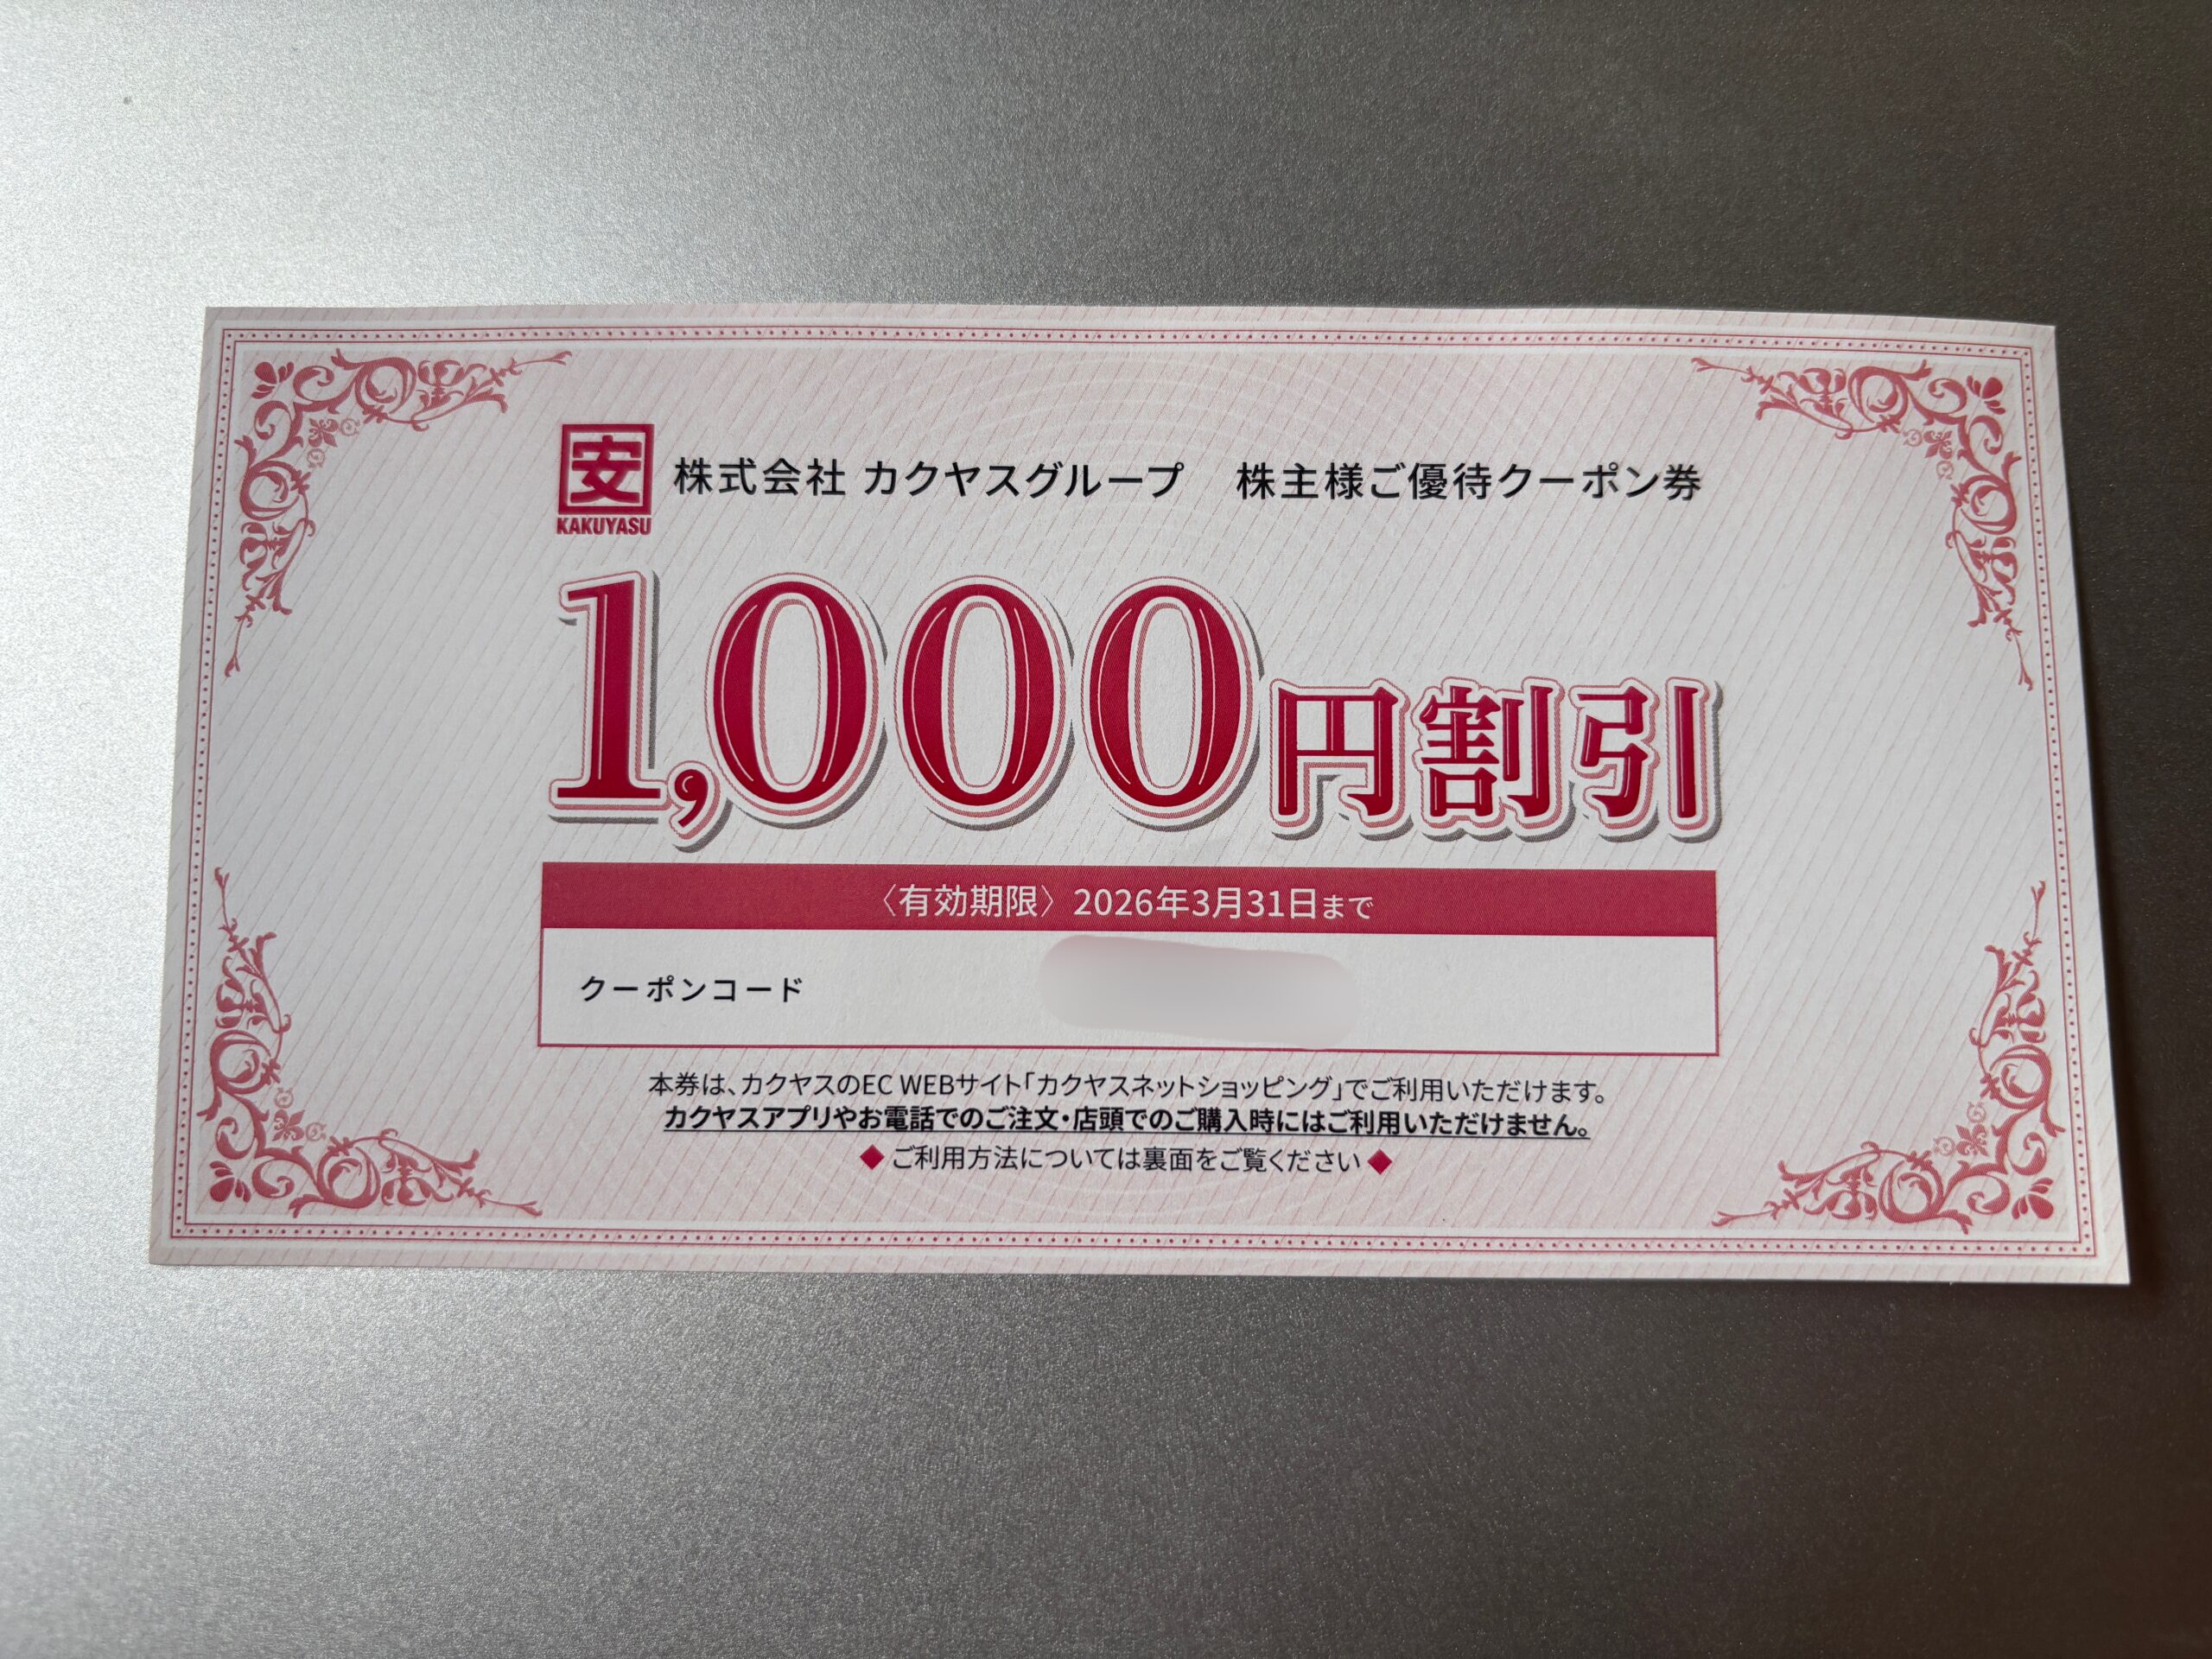 安
KAKUYASU
株式会社 カクヤスグループ 株主様ご優待クーポン券
1,000円割引
〈有効期限〉2026年3月31日まで
クーポンコード
本券は、カクヤスのEC WEBサイト「カクヤスネットショッピング」でご利用いただけます。
カクヤスアプリやお電話でのご注文・店頭でのご購入時にはご利用いただけません。
◆ご利用方法については裏面をご覧ください◆